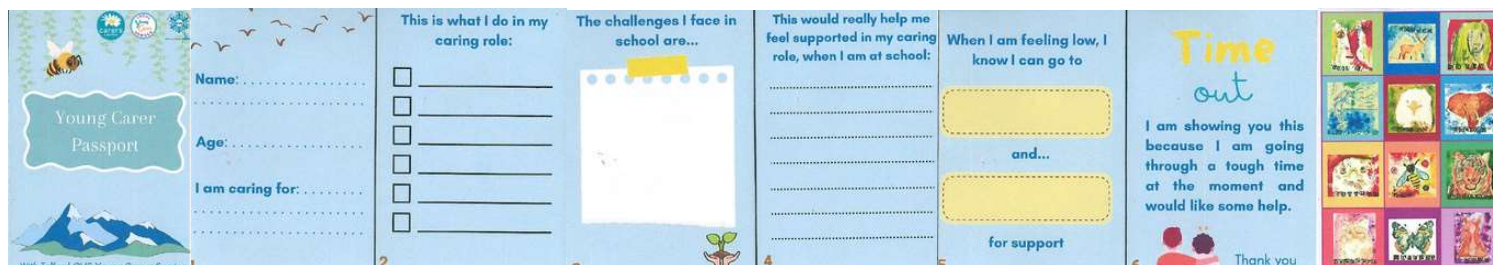 Young Carer
Passport
Name: . . . . . . . . . . . . . .
. . . . . . . . . . . . . . . . . . . .
Age: . . . . . . . . . . . . . . . .
I am caring for: . . . . . . . .
. . . . . . . . . . . . . . . . . . . .
. . . . . . . . . . . . . . . . . . . .
This is what I do in my
caring role:
2
The challenges I face in
school are...
This would really help me
feel supported in my caring
role, when I am at school:
4
When I am feeling low, I
know I can go to
and...
for support
5
Time
out
I am showing you this
because I am going
through a tough time
at the moment and
would like some help.
Thank you